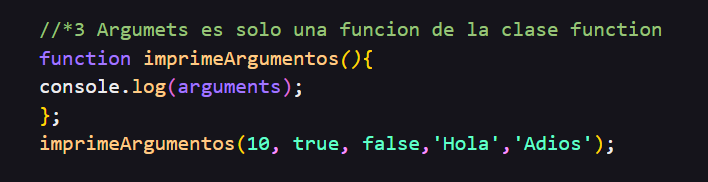 //*3 Argumets es solo una funcion de la clase function
function imprimeArgumentos(){
console.log(arguments);
};
imprimeArgumentos(10, true, false,'Hola','Adios');